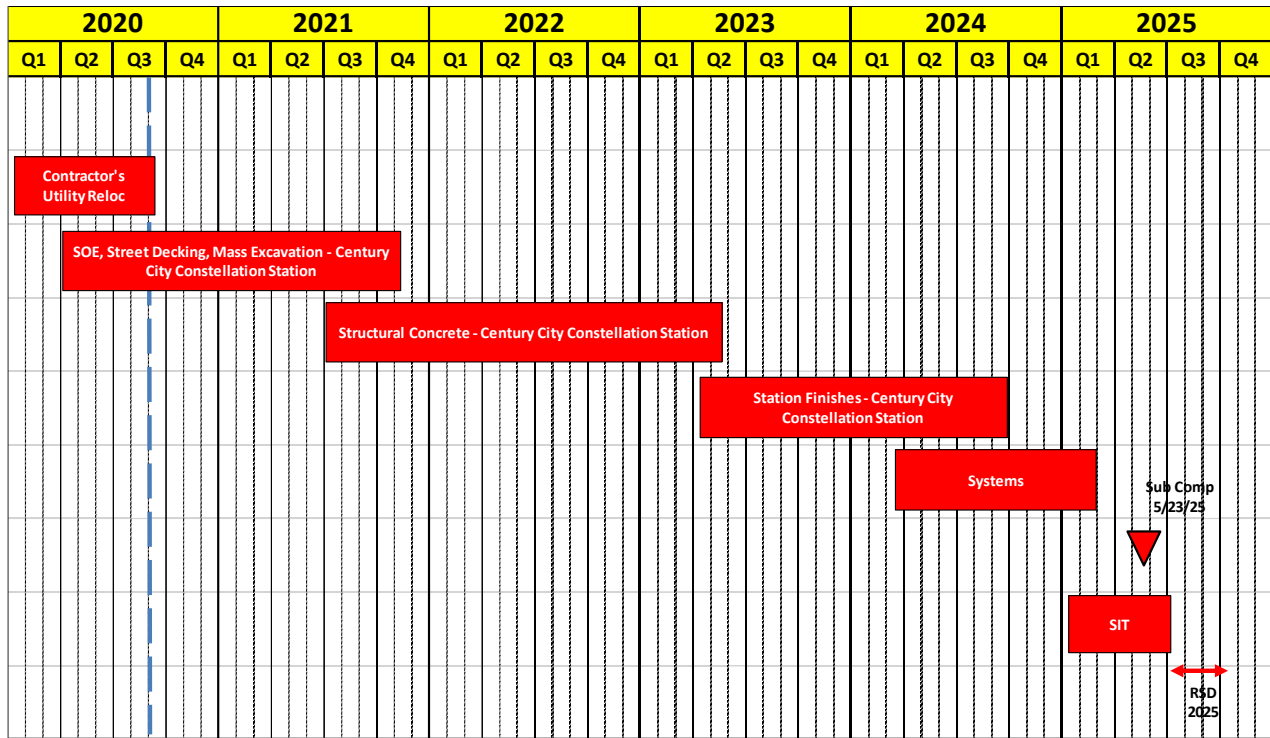 2020 2021 2022 2023 2024 2025
Q1 Q2 Q3 Q4 Q1 Q2 Q3 Q4 Q1 Q2 Q3 Q4 Q1 Q2 Q3 Q4 Q1 Q2 Q3 Q4 Q1 Q2 Q3 Q4
Contractor's
Utility Reloc
SOE, Street Decking, Mass Excavation - Century
City Constellation Station
Structural Concrete - Century City Constellation Station
Station Finishes - Century City
Constellation Station
Systems
Sub Comp
5/23/25
SIT
RSD
2025